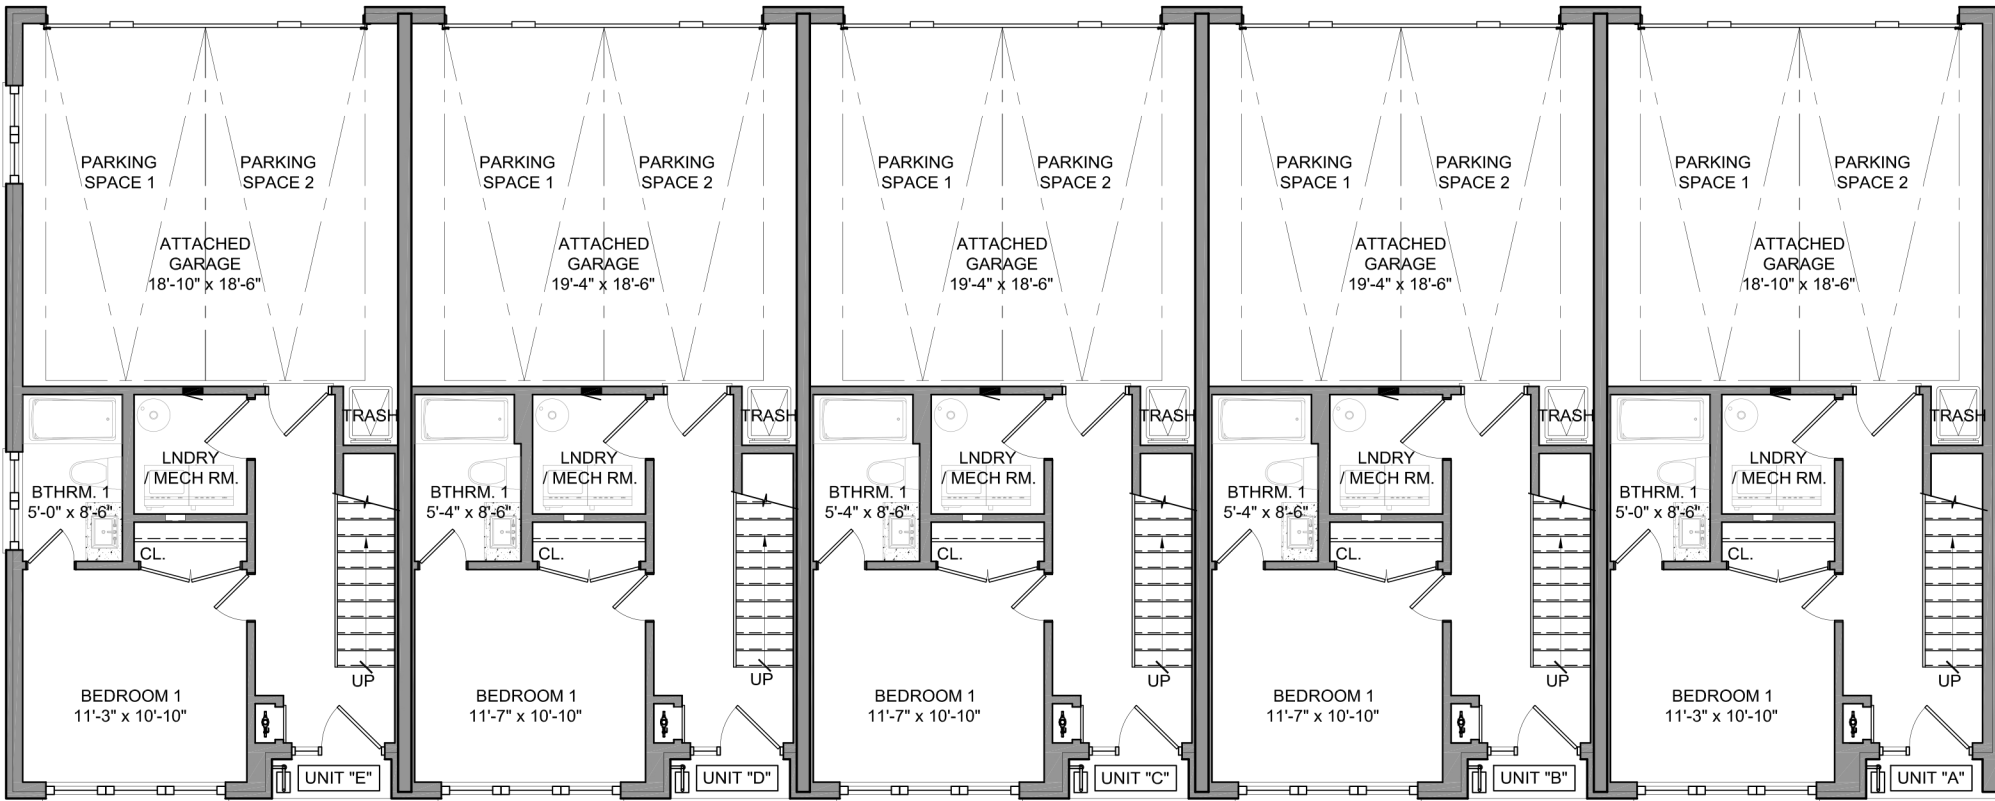 PARKING
SPACE 1
PARKING
SPACE 2
ATTACHED
GARAGE
18'-10" x 18'-6"
TRASH
LNDRY
/ MECH RM.
BTHRM. 1
5'-0" x 8'-6"
CL.
UP
BEDROOM 1
11'-3" x 10'-10"
UNIT "E"
PARKING
SPACE 1
PARKING
SPACE 2
ATTACHED
GARAGE
19'-4" x 18'-6"
TRASH
LNDRY
/ MECH RM.
BTHRM. 1
5'-4" x 8'-6"
CL.
UP
BEDROOM 1
11'-7" x 10'-10"
UNIT "D"
PARKING
SPACE 1
PARKING
SPACE 2
ATTACHED
GARAGE
19'-4" x 18'-6"
TRASH
LNDRY
/ MECH RM.
BTHRM. 1
5'-4" x 8'-6"
CL.
UP
BEDROOM 1
11'-7" x 10'-10"
UNIT "C"
PARKING
SPACE 1
PARKING
SPACE 2
ATTACHED
GARAGE
19'-4" x 18'-6"
TRASH
LNDRY
/ MECH RM.
BTHRM. 1
5'-4" x 8'-6"
CL.
UP
BEDROOM 1
11'-7" x 10'-10"
UNIT "B"
PARKING
SPACE 1
PARKING
SPACE 2
ATTACHED
GARAGE
18'-10" x 18'-6"
TRASH
LNDRY
/ MECH RM.
BTHRM. 1
5'-0" x 8'-6"
CL.
UP
BEDROOM 1
11'-3" x 10'-10"
UNIT "A"